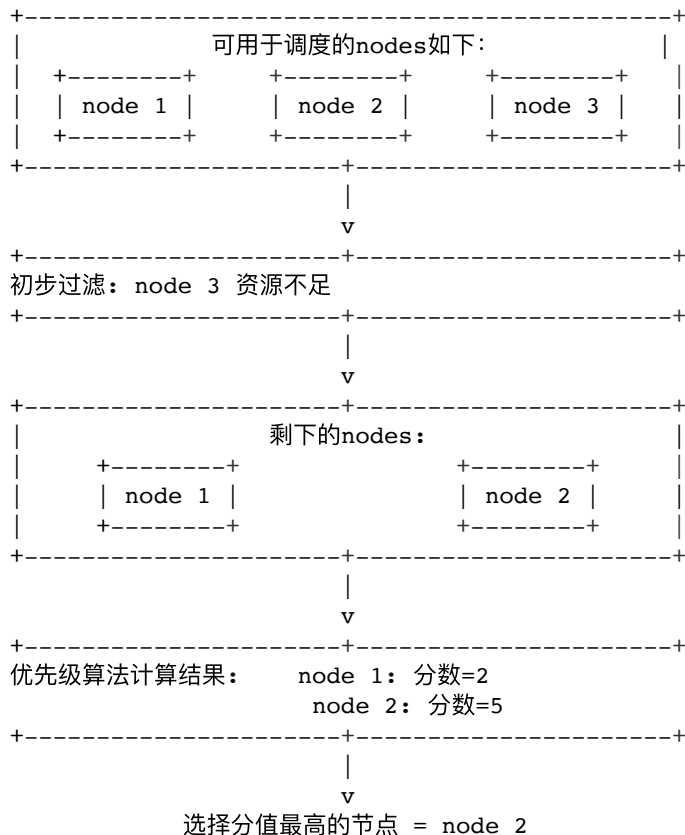 可用于调度的nodes如下:
node 1 node 2 node 3
初步过滤: node 3 资源不足
剩下的nodes:
node 1 node 2
优先级算法计算结果: node 1: 分数=2
node 2: 分数=5
选择分值最高的节点 = node 2